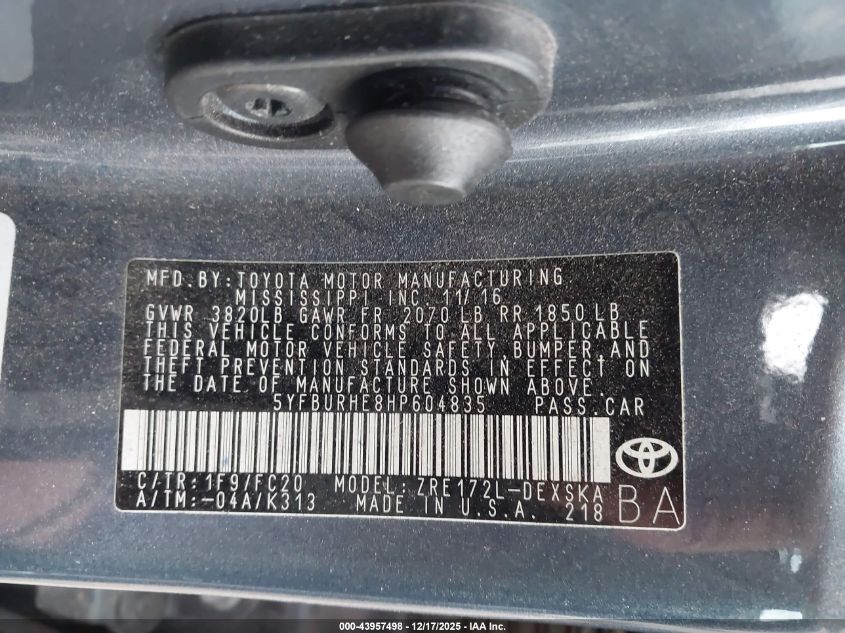 MFD.BY:TOYOTA MOTOR MANUFACTURING
MISSISSIPPI INC. 11/16
GVWR 3820LB GAWR FR 2070 LB RR 1850 LB
THIS VEHICLE CONFORMS TO ALL APPLICABLE
FEDERAL MOTOR VEHICLE SAFETY, BUMPER, AND
THEFT PREVENTION STANDARDS IN EFFECT ON
THE DATE OF MANUFACTURE SHOWN ABOVE.
5YFBURHE8HP604835 PASS.CAR
C/TR:1F9/FC20 MODEL:ZRE172L-DEXSKA
A/TM:-04A/K313 MADE IN U.S.A. 218 BA
000-43957498 - 12/17/2025 - IAA Inc.